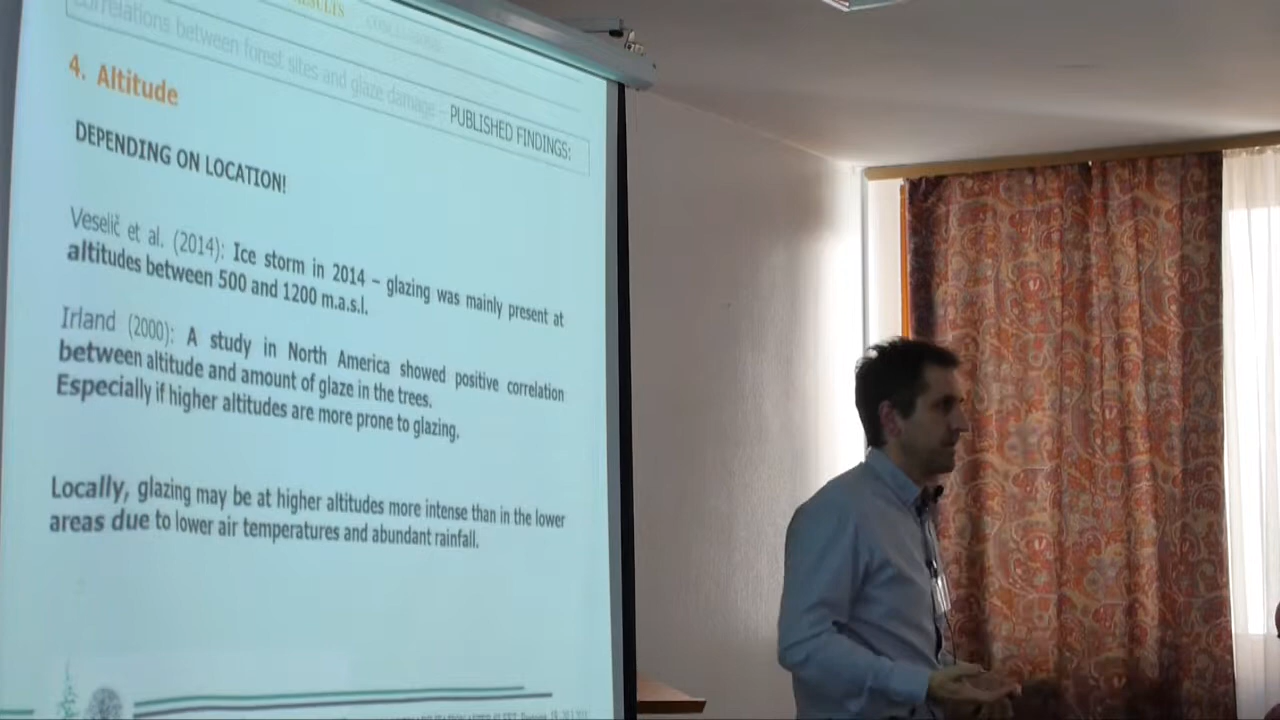 RESULTS CONCLUSIONS
correlations between forest sites and glaze damage - PUBLISHED FINDINGS:
4. Altitude
DEPENDING ON LOCATION!
Veselič et al. (2014): Ice storm in 2014 – glazing was mainly present at
altitudes between 500 and 1200 m.a.s.l.
Irland (2000): A study in North America showed positive correlation
between altitude and amount of glaze in the trees.
Especially if higher altitudes are more prone to glazing.
Locally, glazing may be at higher altitudes more intense than in the lower
areas due to lower air temperatures and abundant rainfall.